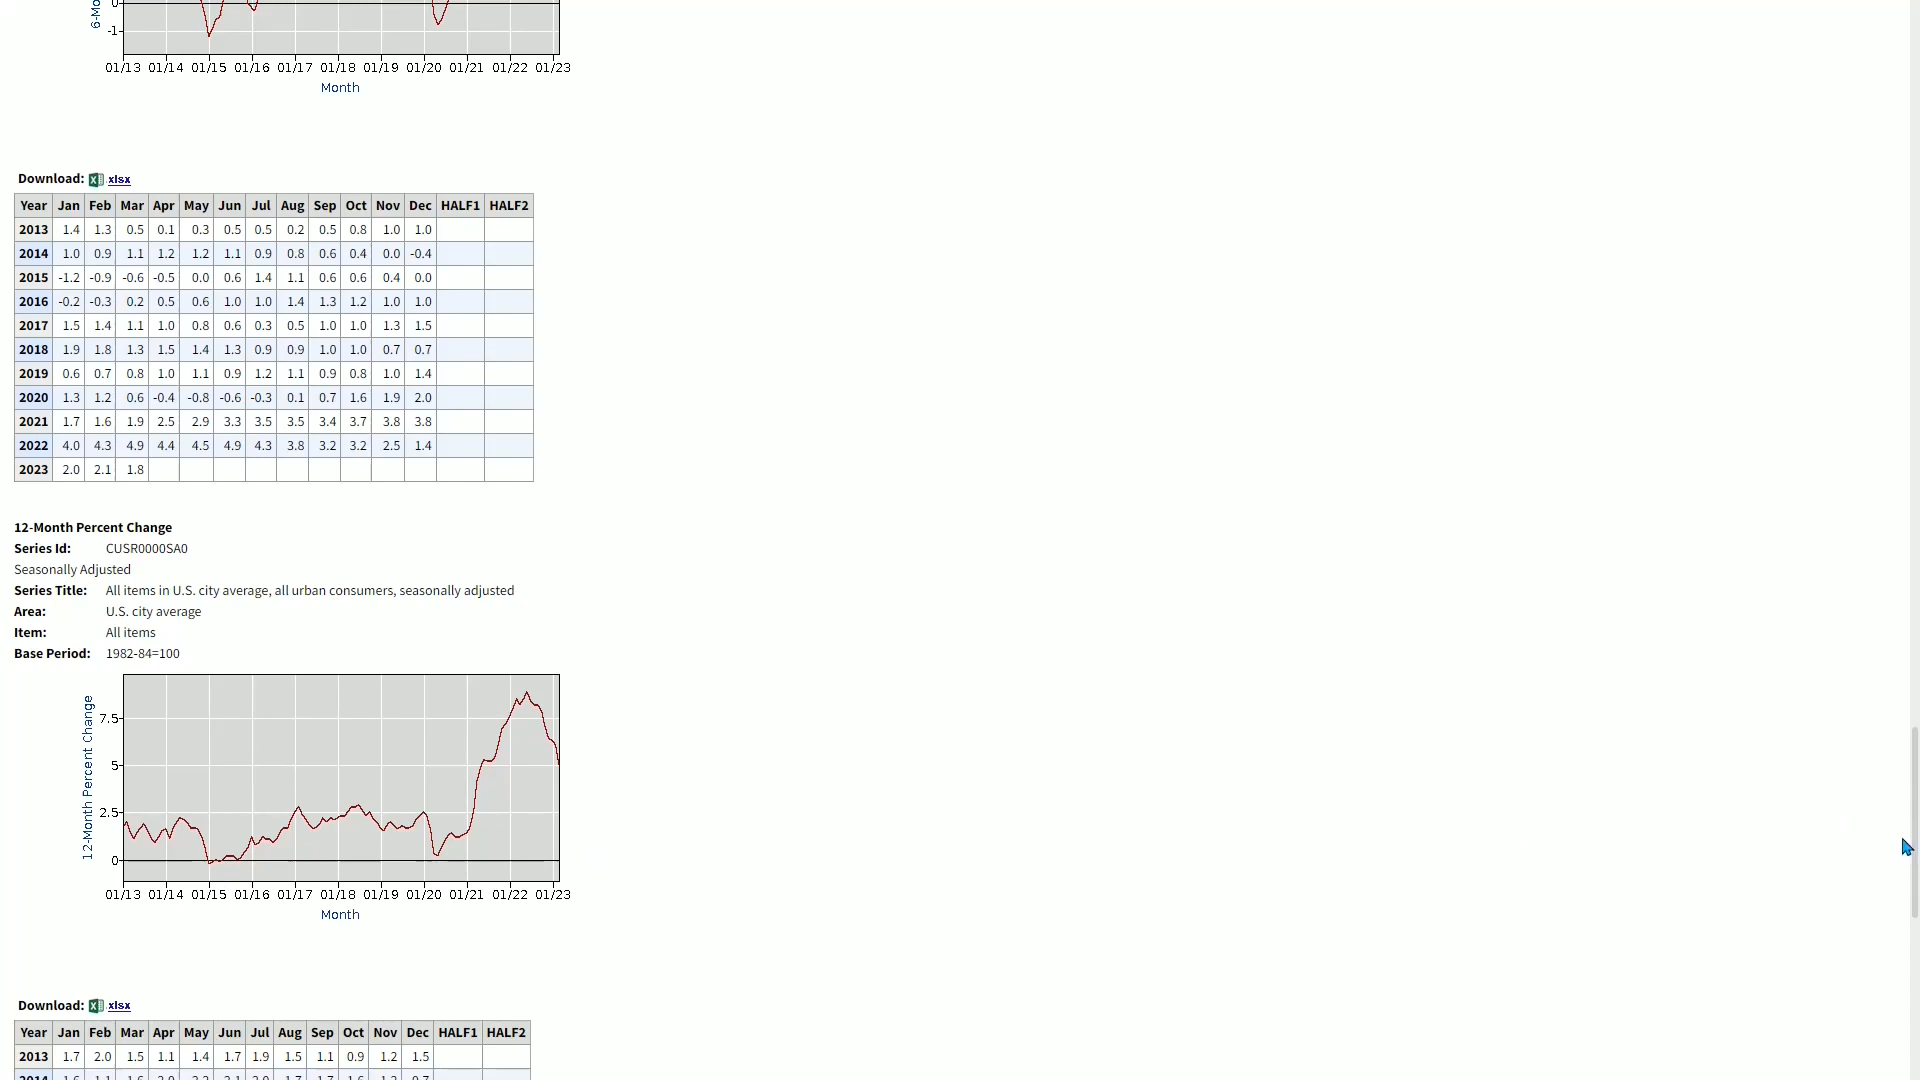 0
6-Mo
-1
01/13 01/14 01/15 01/16 01/17 01/18 01/19 01/20 01/21 01/22 01/23
Month
Download: xlsx
Year Jan Feb Mar Apr May Jun Jul Aug Sep Oct Nov Dec HALF1 HALF2
2013 1.4 1.3 0.5 0.1 0.3 0.5 0.5 0.2 0.5 0.8 1.0 1.0
2014 1.0 0.9 1.1 1.2 1.2 1.1 0.9 0.8 0.6 0.4 0.0 -0.4
2015 -1.2 -0.9 -0.6 -0.5 0.0 0.6 1.4 1.1 0.6 0.6 0.4 0.0
2016 -0.2 -0.3 0.2 0.5 0.6 1.0 1.0 1.4 1.3 1.2 1.0 1.0
2017 1.5 1.4 1.1 1.0 0.8 0.6 0.3 0.5 1.0 1.0 1.3 1.5
2018 1.9 1.8 1.3 1.5 1.4 1.3 0.9 0.9 1.0 1.0 0.7 0.7
2019 0.6 0.7 0.8 1.0 1.1 0.9 1.2 1.1 0.9 0.8 1.0 1.4
2020 1.3 1.2 0.6 -0.4 -0.8 -0.6 -0.3 0.1 0.7 1.6 1.9 2.0
2021 1.7 1.6 1.9 2.5 2.9 3.3 3.5 3.5 3.4 3.7 3.8 3.8
2022 4.0 4.3 4.9 4.4 4.5 4.9 4.3 3.8 3.2 3.2 2.5 1.4
2023 2.0 2.1 1.8
12-Month Percent Change
Series Id: CUSR0000SA0
Seasonally Adjusted
Series Title: All items in U.S. city average, all urban consumers, seasonally adjusted
Area: U.S. city average
Item: All items
Base Period: 1982-84=100
12-Month Percent Change
7.5
5
2.5
0
01/13 01/14 01/15 01/16 01/17 01/18 01/19 01/20 01/21 01/22 01/23
Month
Download: xlsx
Year Jan Feb Mar Apr May Jun Jul Aug Sep Oct Nov Dec HALF1 HALF2
2013 1.7 2.0 1.5 1.1 1.4 1.7 1.9 1.5 1.1 0.9 1.2 1.5